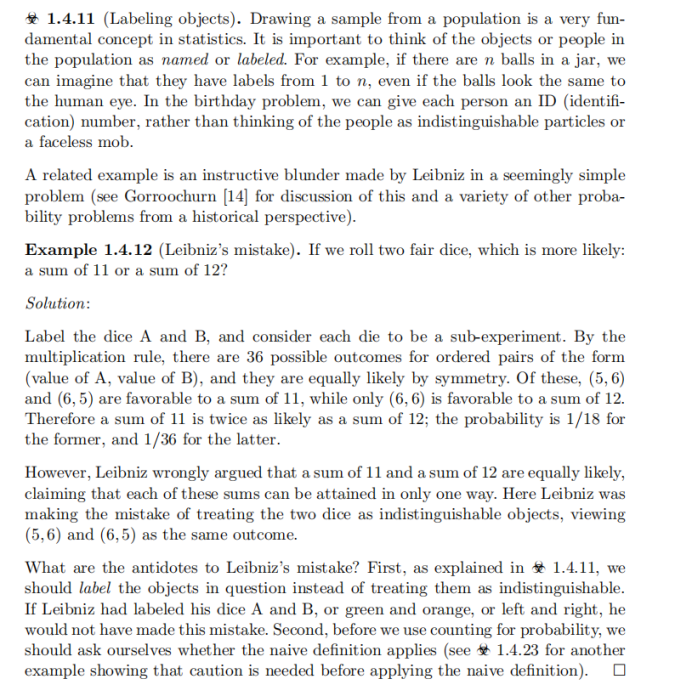 ☣ 1.4.11 (Labeling objects). Drawing a sample from a population is a very fun-
damental concept in statistics. It is important to think of the objects or people in
the population as named or labeled. For example, if there are n balls in a jar, we
can imagine that they have labels from 1 to n, even if the balls look the same to
the human eye. In the birthday problem, we can give each person an ID (identifi-
cation) number, rather than thinking of the people as indistinguishable particles or
a faceless mob.
A related example is an instructive blunder made by Leibniz in a seemingly simple
problem (see Gorroochurn [14] for discussion of this and a variety of other proba-
bility problems from a historical perspective).
Example 1.4.12 (Leibniz's mistake). If we roll two fair dice, which is more likely:
a sum of 11 or a sum of 12?
Solution:
Label the dice A and B, and consider each die to be a sub-experiment. By the
multiplication rule, there are 36 possible outcomes for ordered pairs of the form
(value of A, value of B), and they are equally likely by symmetry. Of these, (5, 6)
and (6, 5) are favorable to a sum of 11, while only (6, 6) is favorable to a sum of 12.
Therefore a sum of 11 is twice as likely as a sum of 12; the probability is 1/18 for
the former, and 1/36 for the latter.
However, Leibniz wrongly argued that a sum of 11 and a sum of 12 are equally likely,
claiming that each of these sums can be attained in only one way. Here Leibniz was
making the mistake of treating the two dice as indistinguishable objects, viewing
(5, 6) and (6, 5) as the same outcome.
What are the antidotes to Leibniz's mistake? First, as explained in ☣ 1.4.11, we
should label the objects in question instead of treating them as indistinguishable.
If Leibniz had labeled his dice A and B, or green and orange, or left and right, he
would not have made this mistake. Second, before we use counting for probability, we
should ask ourselves whether the naive definition applies (see ☣ 1.4.23 for another
example showing that caution is needed before applying the naive definition). □